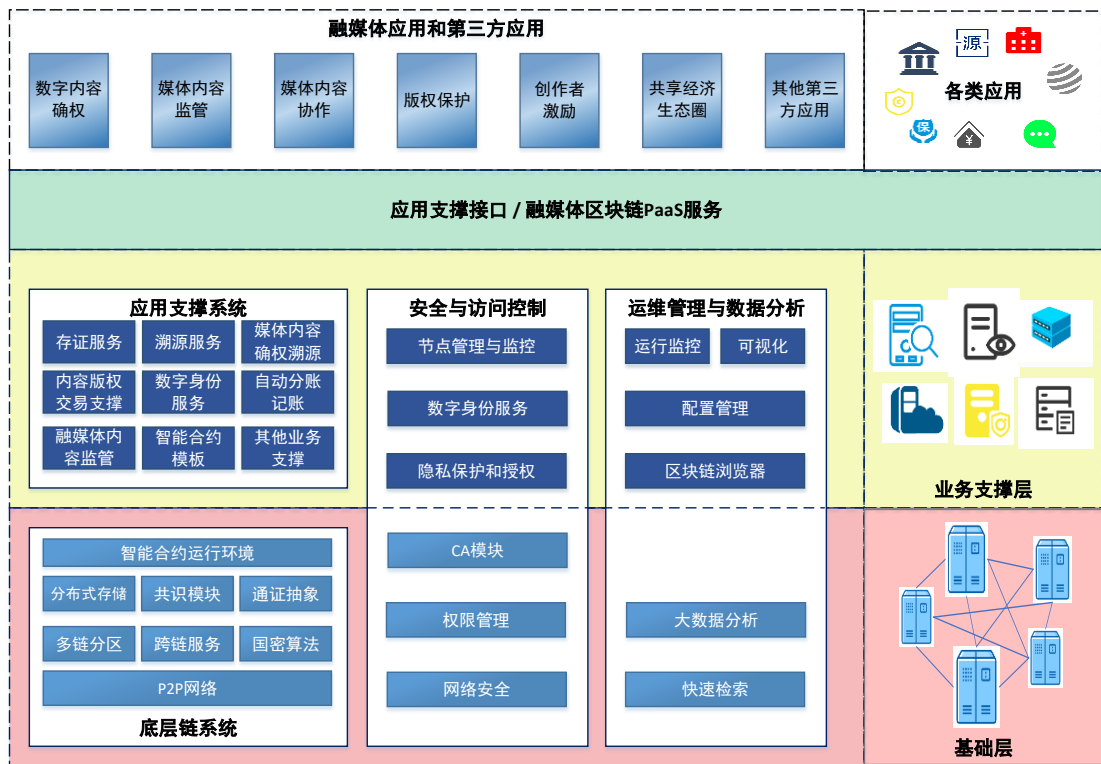 融媒体应用和第三方应用
数字内容
确权
媒体内容
监管
媒体内容
协作
版权保护
创作者
激励
共享经济
生态圈
其他第三
方应用
源
各类应用
保
应用支撑接口 / 融媒体区块链PaaS服务
应用支撑系统
存证服务
溯源服务
媒体内容
确权溯源
内容版权
交易支撑
数字身份
服务
自动分账
记账
融媒体内
容监管
智能合约
模板
其他业务
支撑
安全与访问控制
节点管理与监控
数字身份服务
隐私保护和授权
运维管理与数据分析
运行监控
可视化
配置管理
区块链浏览器
业务支撑层
智能合约运行环境
分布式存储
共识模块
通证抽象
多链分区
跨链服务
国密算法
P2P网络
底层链系统
CA模块
权限管理
网络安全
大数据分析
快速检索
基础层